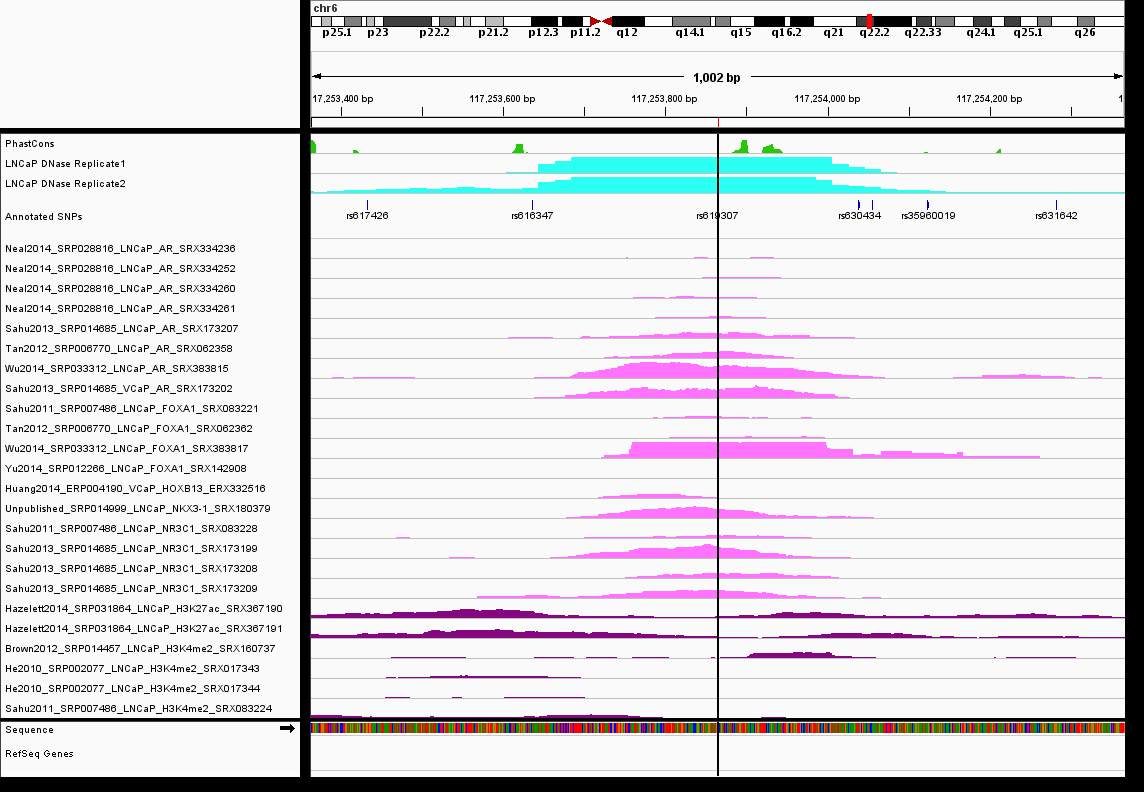 chr6
p25.1 p23 p22.2 p21.2 p12.3 p11.2 q12 q14.1 q15 q16.2 q21 q22.2 q22.33 q24.1 q25.1 q26
1,002 bp
17,253,400 bp 117,253,600 bp 117,253,800 bp 117,254,000 bp 117,254,200 bp 1
PhastCons
LNCaP DNase Replicate1
LNCaP DNase Replicate2
Annotated SNPs rs617426 rs616347 rs619307 rs630434 rs35960019 rs631642
Neal2014_SRP028816_LNCaP_AR_SRX334236
Neal2014_SRP028816_LNCaP_AR_SRX334252
Neal2014_SRP028816_LNCaP_AR_SRX334260
Neal2014_SRP028816_LNCaP_AR_SRX334261
Sahu2013_SRP014685_LNCaP_AR_SRX173207
Tan2012_SRP006770_LNCaP_AR_SRX062358
Wu2014_SRP033312_LNCaP_AR_SRX383815
Sahu2013_SRP014685_VCaP_AR_SRX173202
Sahu2011_SRP007486_LNCaP_FOXA1_SRX083221
Tan2012_SRP006770_LNCaP_FOXA1_SRX062362
Wu2014_SRP033312_LNCaP_FOXA1_SRX383817
Yu2014_SRP012266_LNCaP_FOXA1_SRX142908
Huang2014_ERP004190_VCaP_HOXB13_ERX332516
Unpublished_SRP014999_LNCaP_NKX3-1_SRX180379
Sahu2011_SRP007486_LNCaP_NR3C1_SRX083228
Sahu2013_SRP014685_LNCaP_NR3C1_SRX173199
Sahu2013_SRP014685_LNCaP_NR3C1_SRX173208
Sahu2013_SRP014685_LNCaP_NR3C1_SRX173209
Hazelett2014_SRP031864_LNCaP_H3K27ac_SRX367190
Hazelett2014_SRP031864_LNCaP_H3K27ac_SRX367191
Brown2012_SRP014457_LNCaP_H3K4me2_SRX160737
He2010_SRP002077_LNCaP_H3K4me2_SRX017343
He2010_SRP002077_LNCaP_H3K4me2_SRX017344
Sahu2011_SRP007486_LNCaP_H3K4me2_SRX083224
Sequence
RefSeq Genes